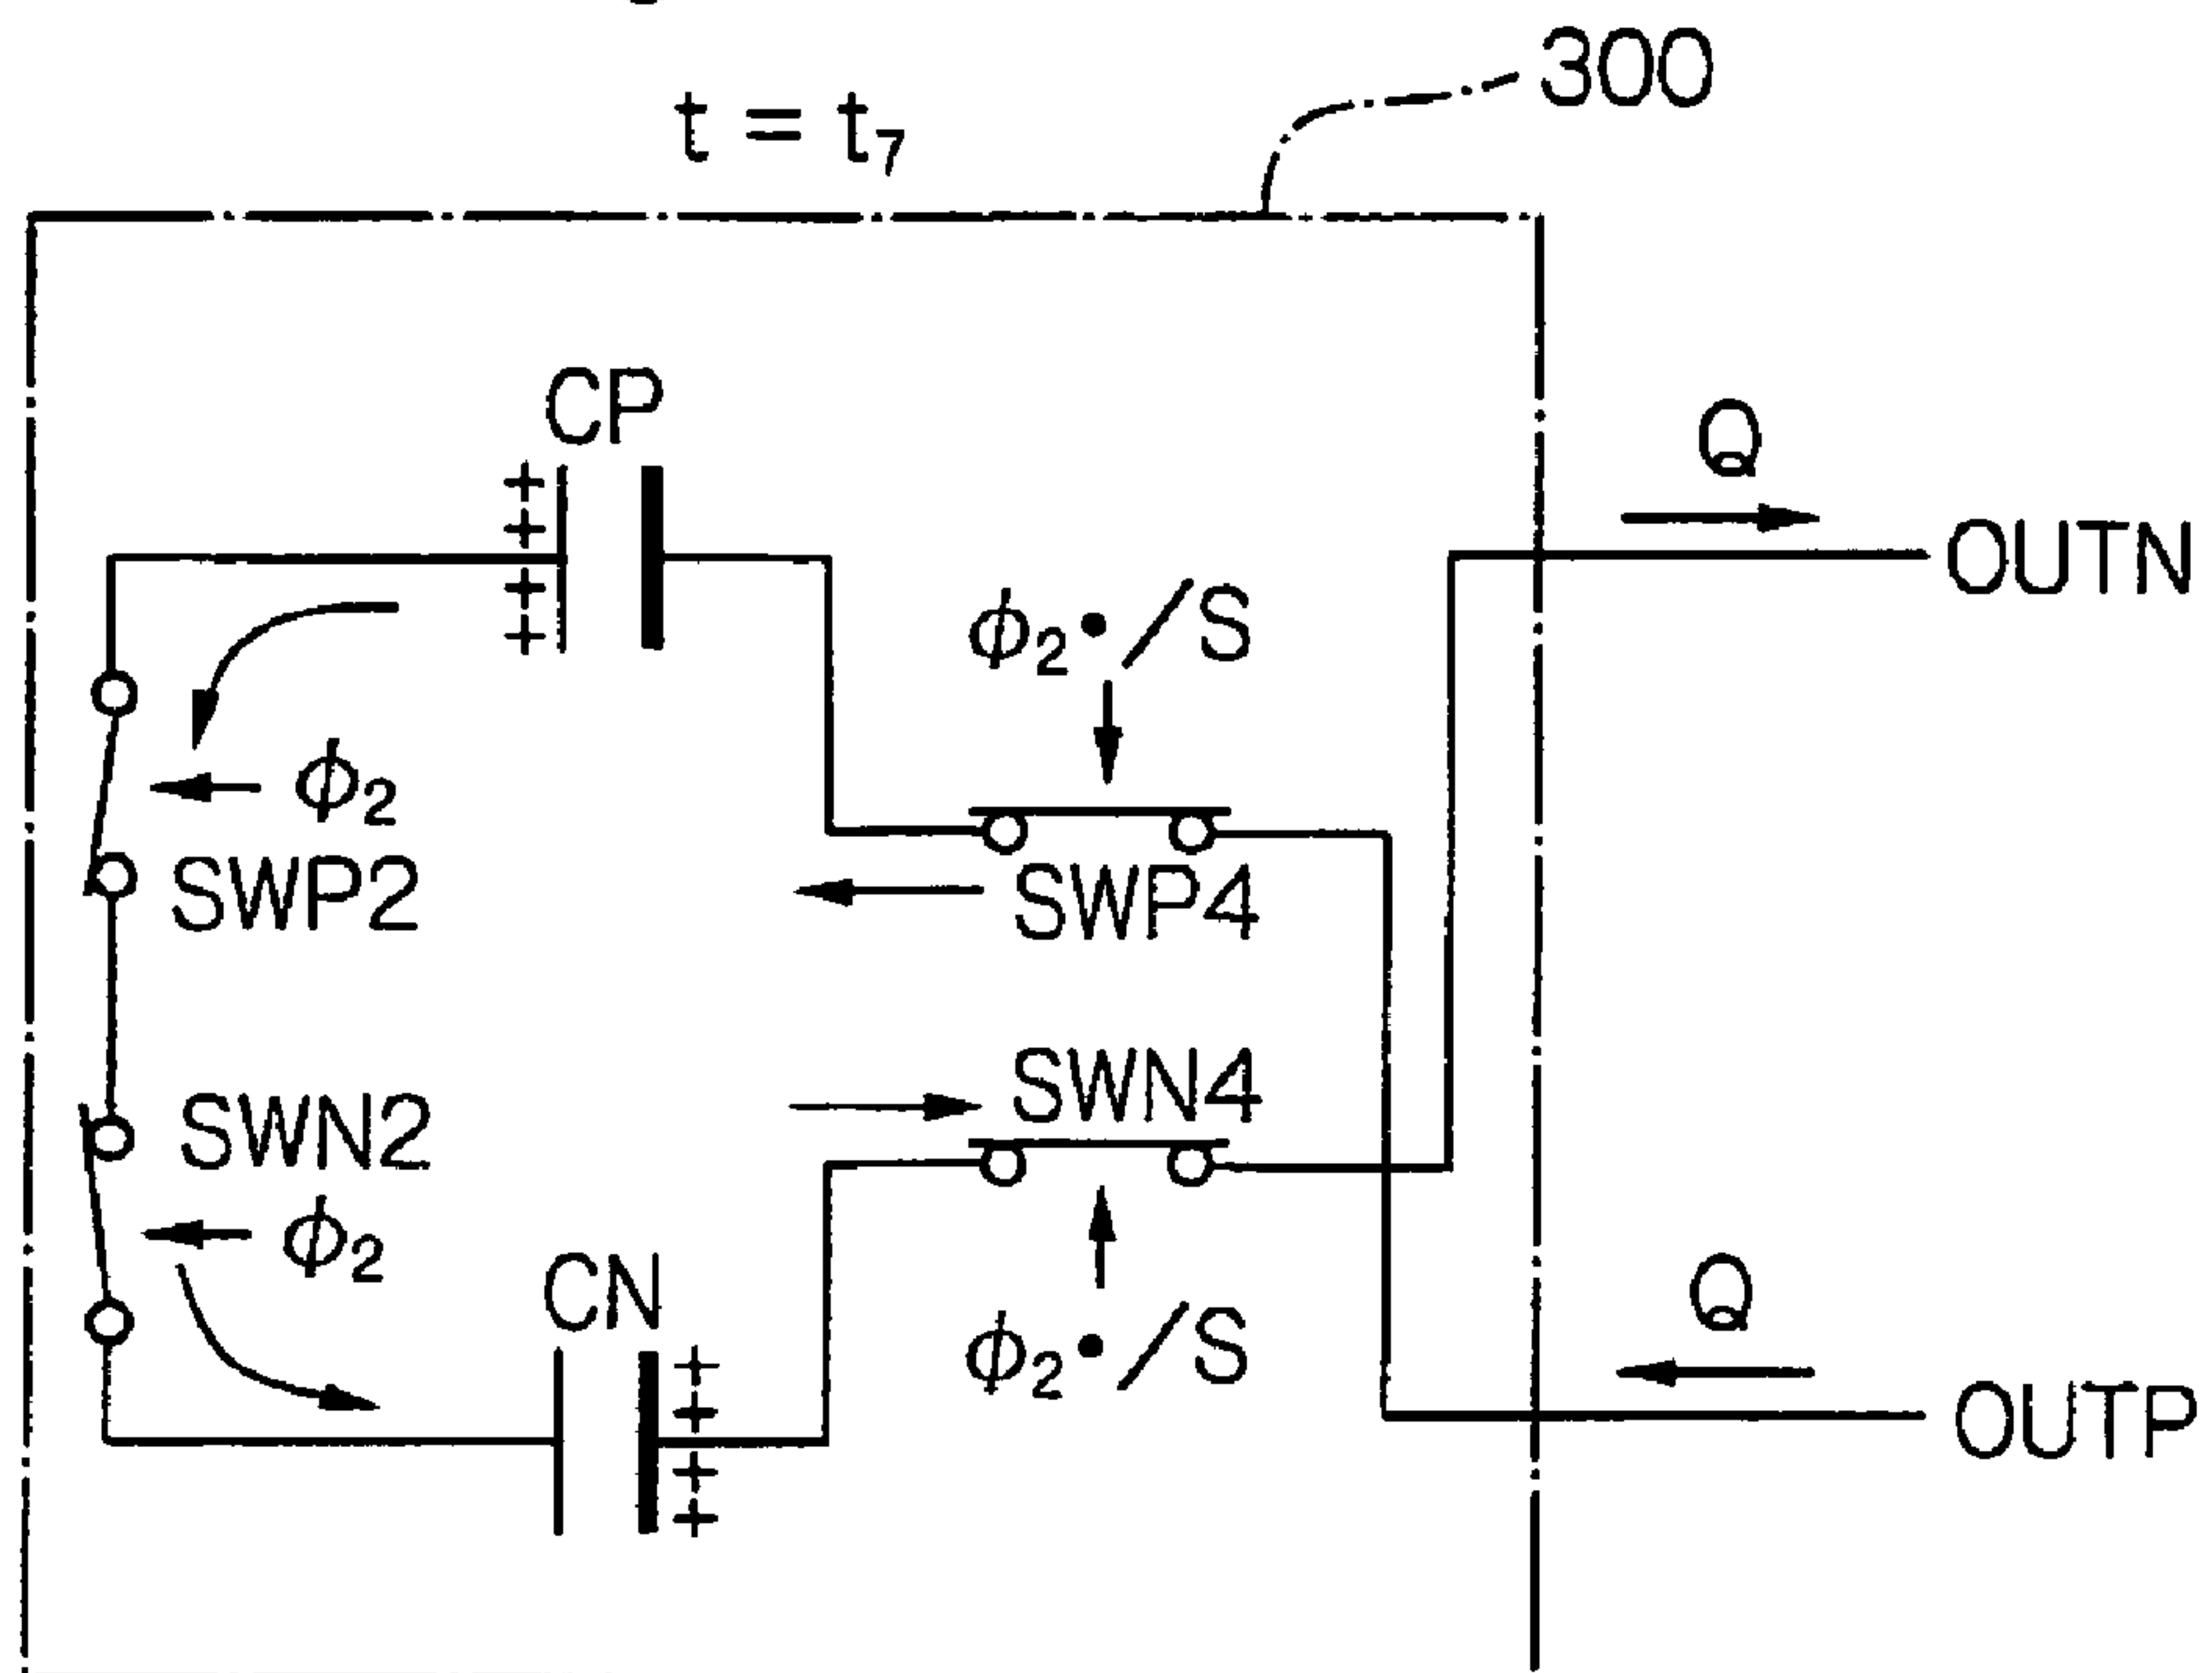 300
t = t₇
CP
Q
OUTN
ϕ₂•/S
ϕ₂
SWP2
SWP4
SWN4
SWN2
ϕ₂
CN
ϕ₂•/S
Q
OUTP